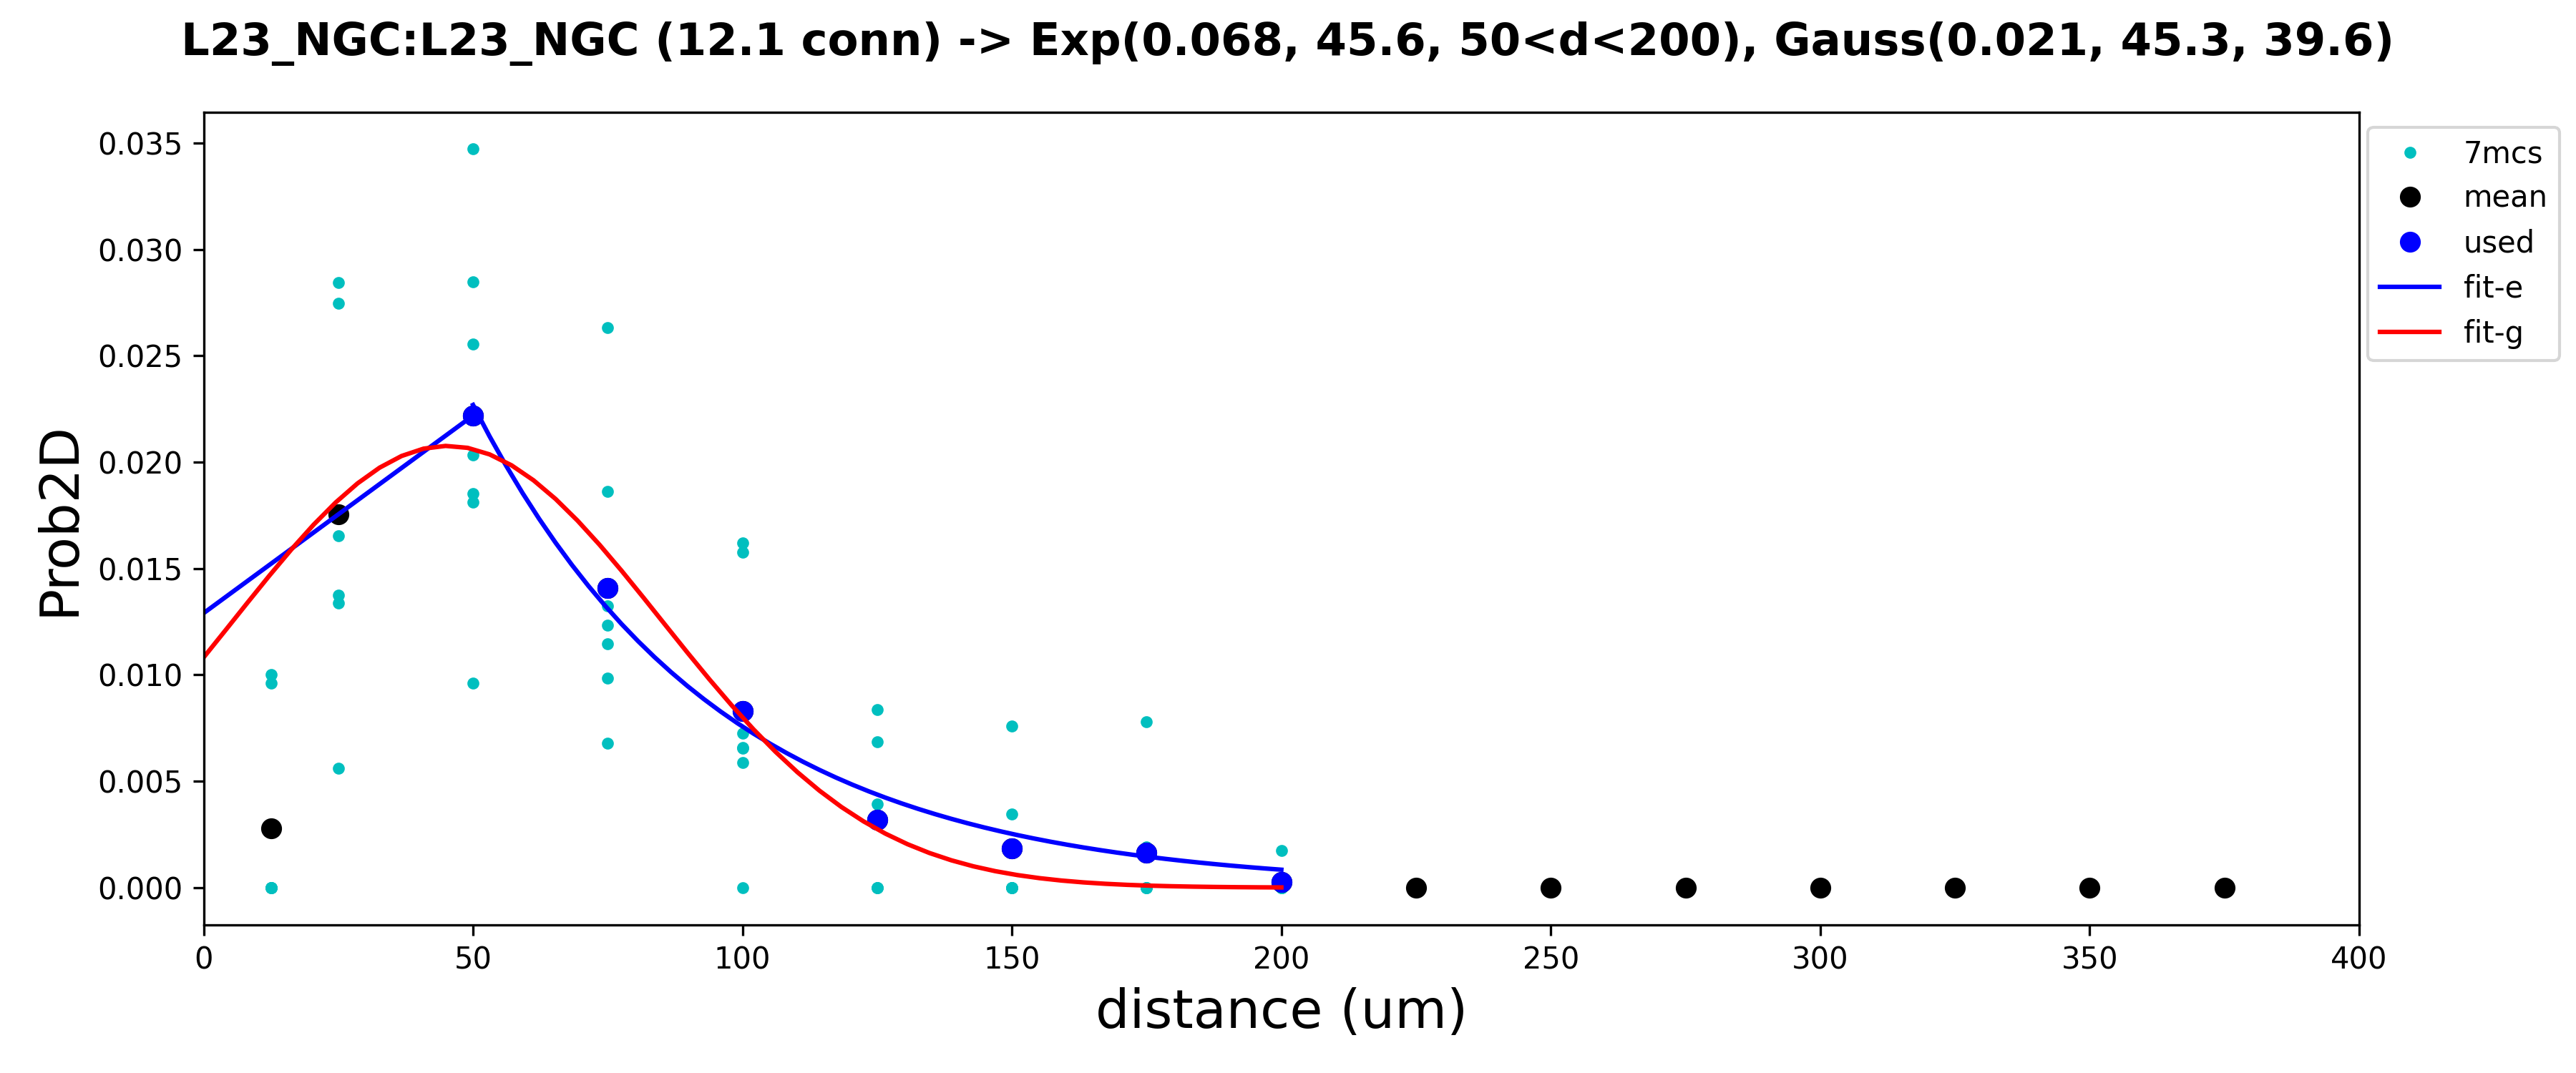 L23_NGC:L23_NGC (12.1 conn) -> Exp(0.068, 45.6, 50<d<200), Gauss(0.021, 45.3, 39.6)
7mcs
mean
used
fit-e
fit-g
Prob2D
0.035
0.030
0.025
0.020
0.015
0.010
0.005
0.000
0 50 100 150 200 250 300 350 400
distance (um)